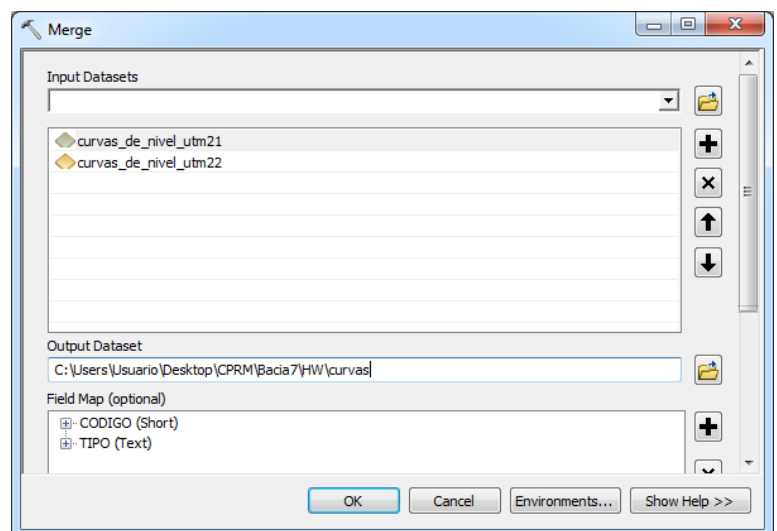 Merge
Input Datasets
curvas_de_nivel_utm21
curvas_de_nivel_utm22
Output Dataset
C:\Users\Usuario\Desktop\CPRM\Bacia7\HW\curvas
Field Map (optional)
CODIGO (Short)
TIPO (Text)
OK
Cancel
Environments...
Show Help >>